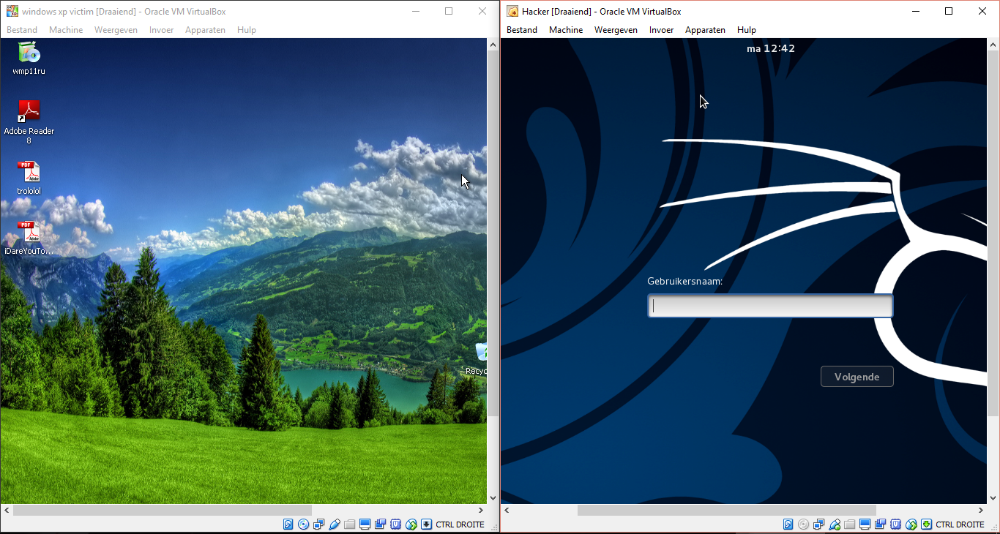 windows xp victim [Draaiend] - Oracle VM VirtualBox
Bestand Machine Weergeven Invoer Apparaten Hulp
wmp11ru
Adobe Reader
8
PDF
Adobe
trololol
PDF
Adobe
iDareYouTo...
Recyc
CTRL DROITE
Hacker [Draaiend] - Oracle VM VirtualBox
Bestand Machine Weergeven Invoer Apparaten Hulp
ma 12:42
Gebruikersnaam:
Volgende
CTRL DROITE